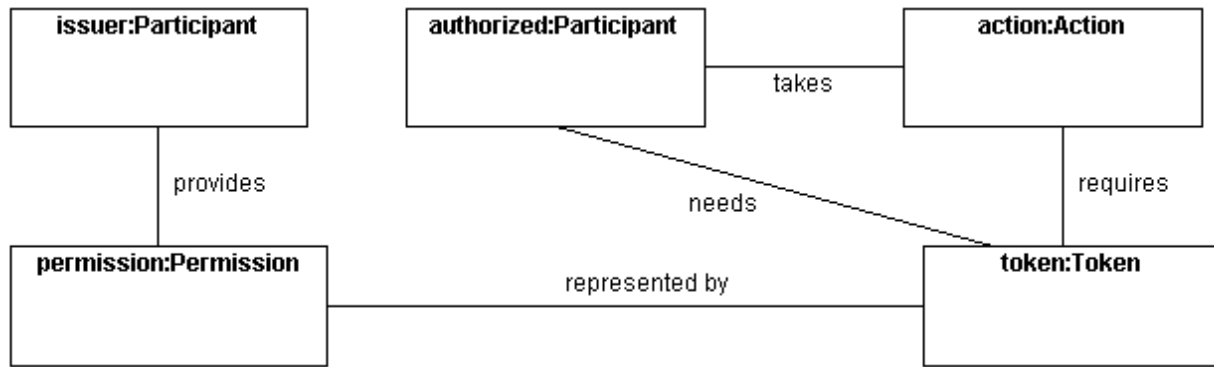 issuer:Participant
authorized:Participant
action:Action
takes
provides
needs
requires
permission:Permission
represented by
token:Token